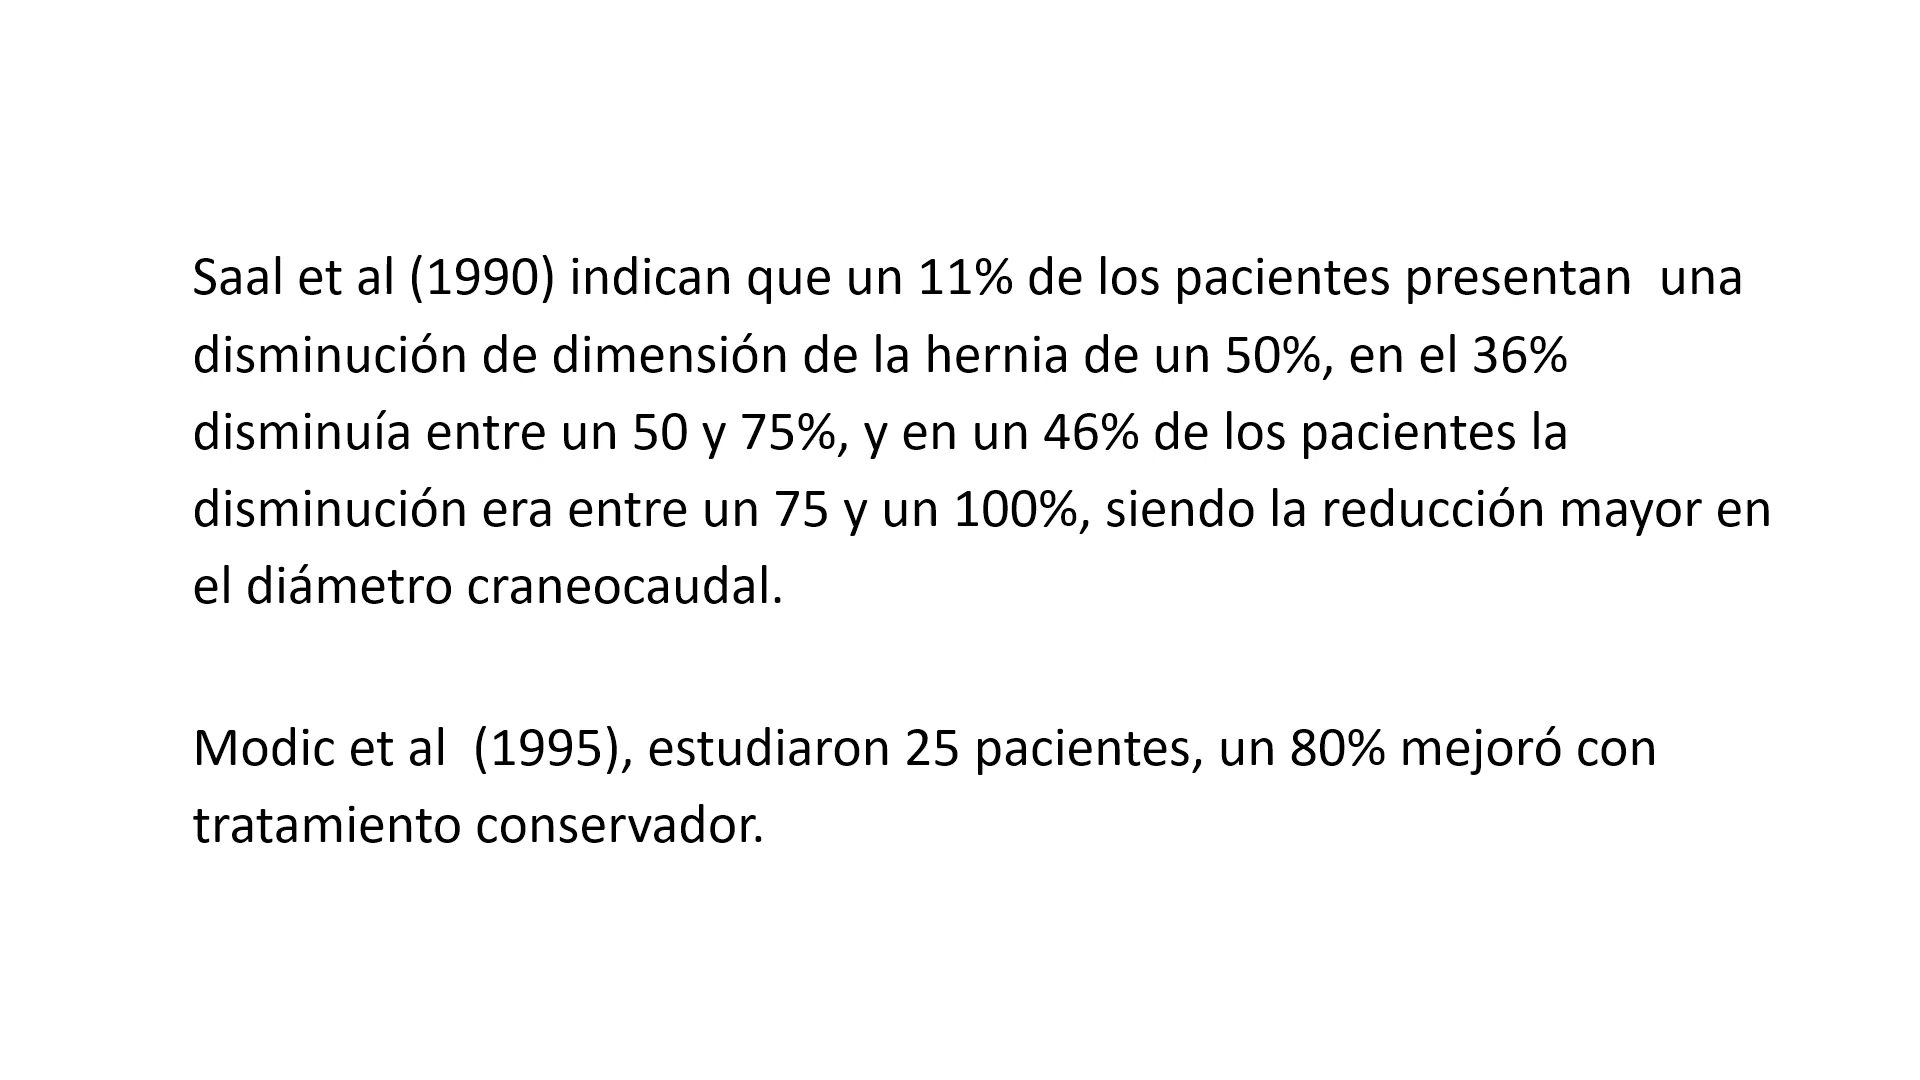 Saal et al (1990) indican que un 11% de los pacientes presentan  una
disminución de dimensión de la hernia de un 50%, en el 36%
disminuía entre un 50 y 75%, y en un 46% de los pacientes la
disminución era entre un 75 y un 100%, siendo la reducción mayor en
el diámetro craneocaudal.
Modic et al  (1995), estudiaron 25 pacientes, un 80% mejoró con
tratamiento conservador.